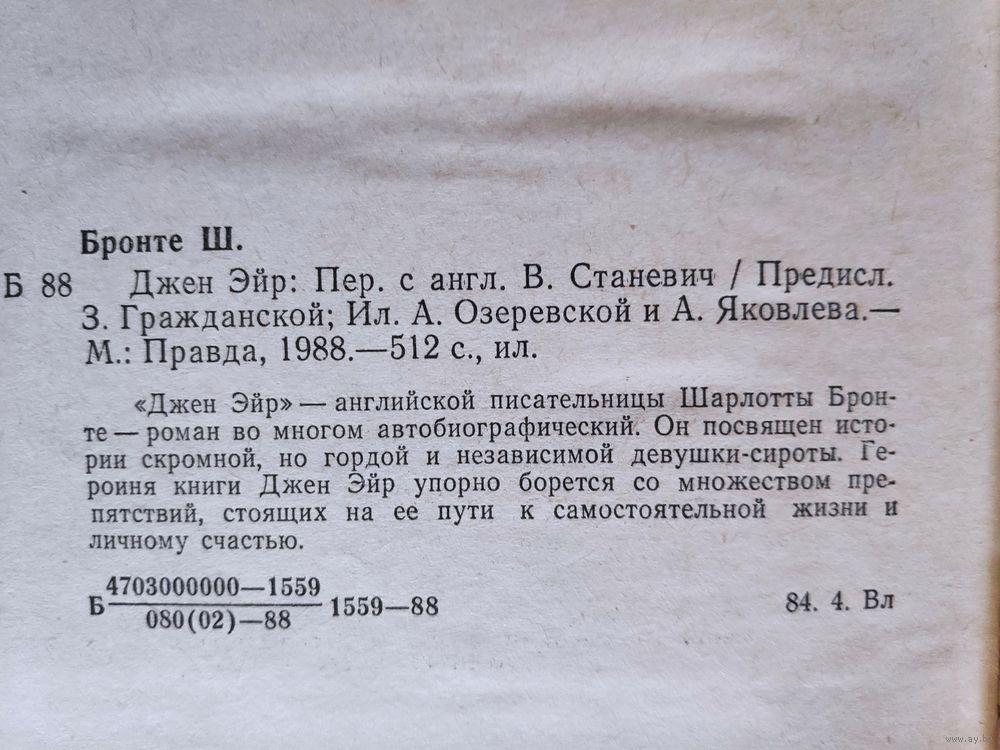 Бронте Ш.
Б 88 Джен Эйр: Пер. с англ. В. Станевич / Предисл.
З. Гражданской; Ил. А. Озеревской и А. Яковлева.—
М.: Правда, 1988.—512 с., ил.
«Джен Эйр» — английской писательницы Шарлотты Брон-
те — роман во многом автобиографический. Он посвящен исто-
рии скромной, но гордой и независимой девушки-сироты. Ге-
роиня книги Джен Эйр упорно борется со множеством пре-
пятствий, стоящих на ее пути к самостоятельной жизни и
личному счастью.
4703000000—1559
Б 1559—88
080(02)—88
84. 4. Вл